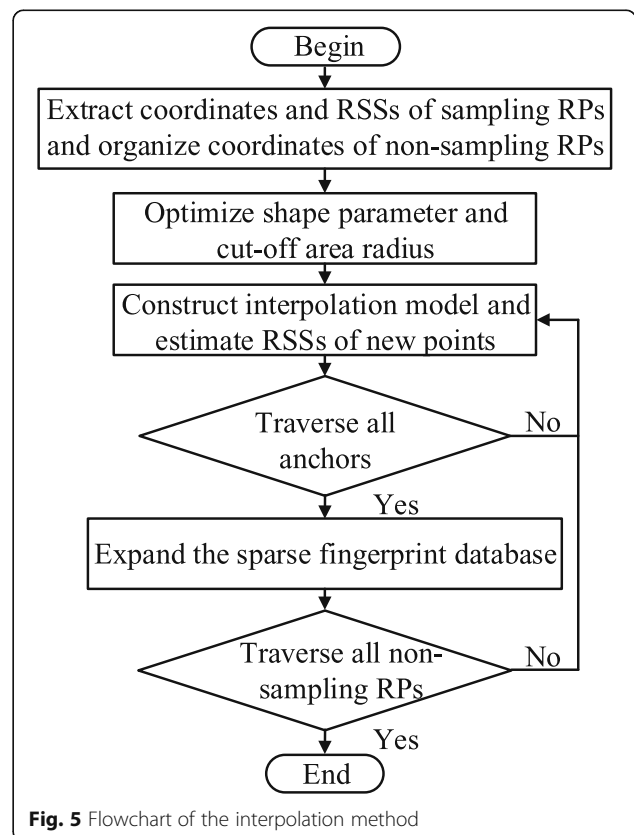 Begin
Extract coordinates and RSSs of sampling RPs
and organize coordinates of non-sampling RPs
Optimize shape parameter and
cut-off area radius
Construct interpolation model and
estimate RSSs of new points
Traverse all
anchors
No
Yes
Expand the sparse fingerprint database
Traverse all non-
sampling RPs
No
Yes
End
Fig. 5 Flowchart of the interpolation method